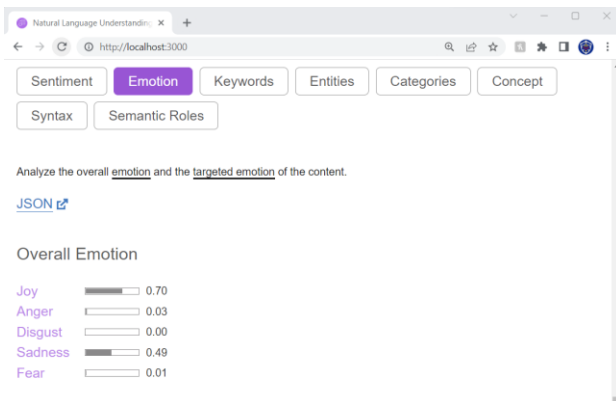 Natural Language Understanding
http://localhost:3000
Sentiment Emotion Keywords Entities Categories Concept
Syntax Semantic Roles
Analyze the overall emotion and the targeted emotion of the content.
JSON
Overall Emotion
Joy 0.70
Anger 0.03
Disgust 0.00
Sadness 0.49
Fear 0.01